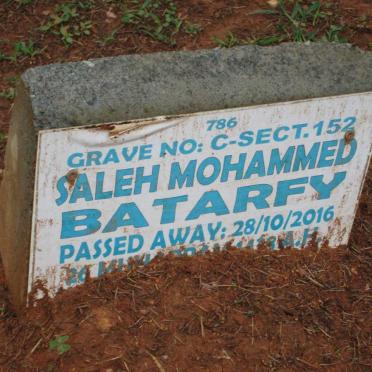 786
GRAVE NO: C-SECT.152
SALEH MOHAMMED
BATARFY
PASSED AWAY: 28/10/2016